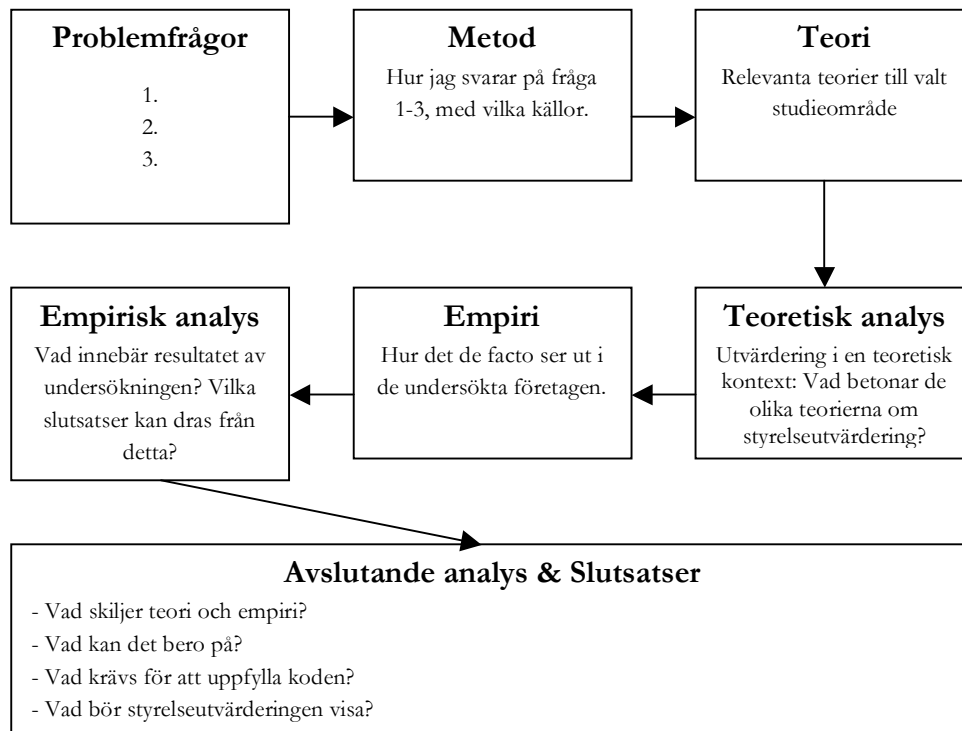 Problemfrågor
1.
2.
3.
Metod
Hur jag svarar på fråga
1-3, med vilka källor.
Teori
Relevanta teorier till valt
studieområde
Teoretisk analys
Utvärdering i en teoretisk
kontext: Vad betonar de
olika teorierna om
styrelseutvärdering?
Empiri
Hur det de facto ser ut i
de undersökta företagen.
Empirisk analys
Vad innebär resultatet av
undersökningen? Vilka
slutsatser kan dras från
detta?
Avslutande analys & Slutsatser
- Vad skiljer teori och empiri?
- Vad kan det bero på?
- Vad krävs för att uppfylla koden?
- Vad bör styrelseutvärderingen visa?